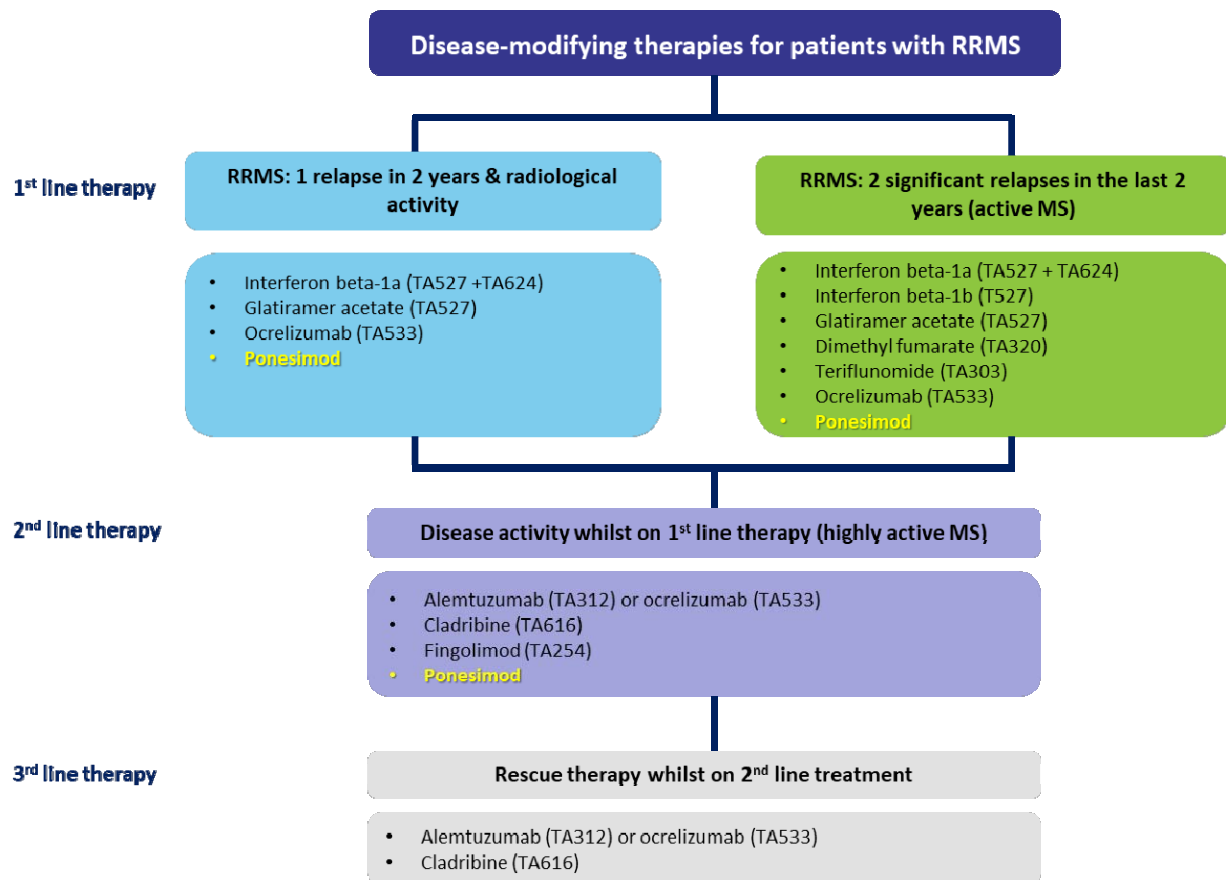 Disease-modifying therapies for patients with RRMS
1st line therapy
RRMS: 1 relapse in 2 years & radiological
activity
• Interferon beta-1a (TA527 +TA624)
• Glatiramer acetate (TA527)
• Ocrelizumab (TA533)
• Ponesimod
RRMS: 2 significant relapses in the last 2
years (active MS)
• Interferon beta-1a (TA527 + TA624)
• Interferon beta-1b (T527)
• Glatiramer acetate (TA527)
• Dimethyl fumarate (TA320)
• Teriflunomide (TA303)
• Ocrelizumab (TA533)
• Ponesimod
2nd line therapy
Disease activity whilst on 1st line therapy (highly active MS)
• Alemtuzumab (TA312) or ocrelizumab (TA533)
• Cladribine (TA616)
• Fingolimod (TA254)
• Ponesimod
3rd line therapy
Rescue therapy whilst on 2nd line treatment
• Alemtuzumab (TA312) or ocrelizumab (TA533)
• Cladribine (TA616)